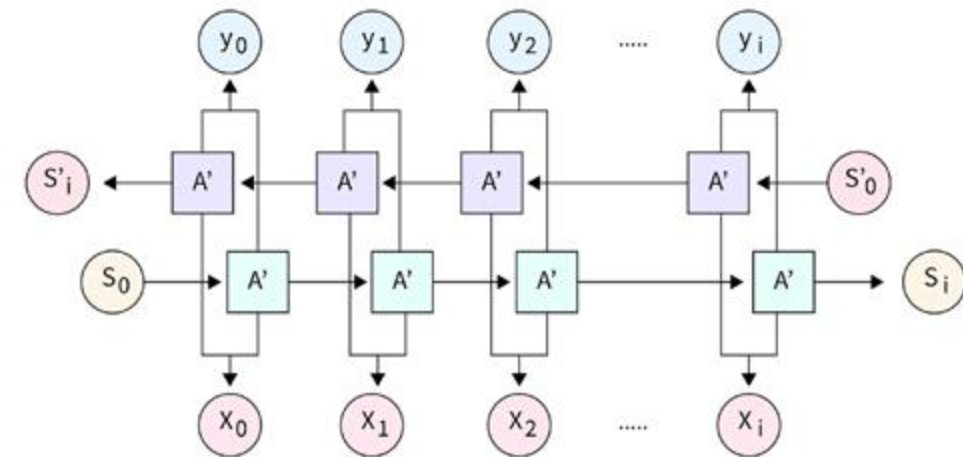 y0 y1 y2 ..... yi
S'i A' A' A' A' S'0
S0 A' A' A' A' Si
X0 X1 X2 ..... Xi